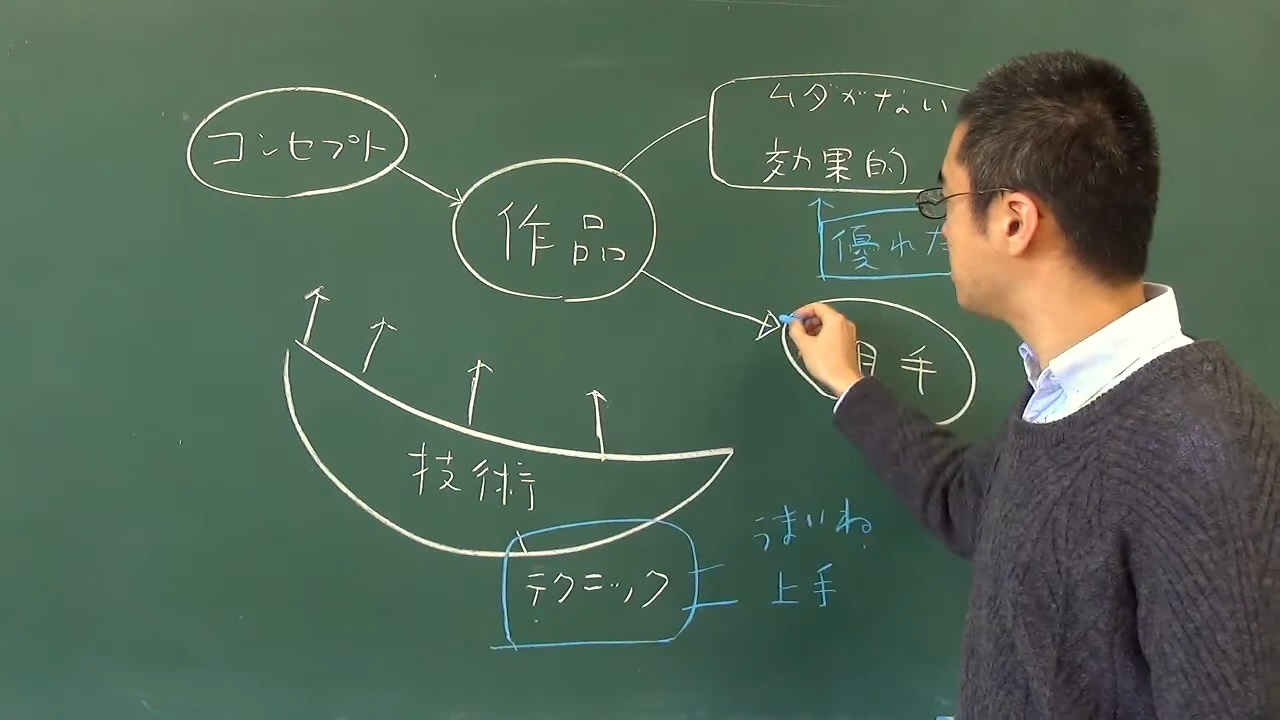 コンセプト
作品
ムダがない
効果的
優れた
手
技術
テクニック
うまいね
上手